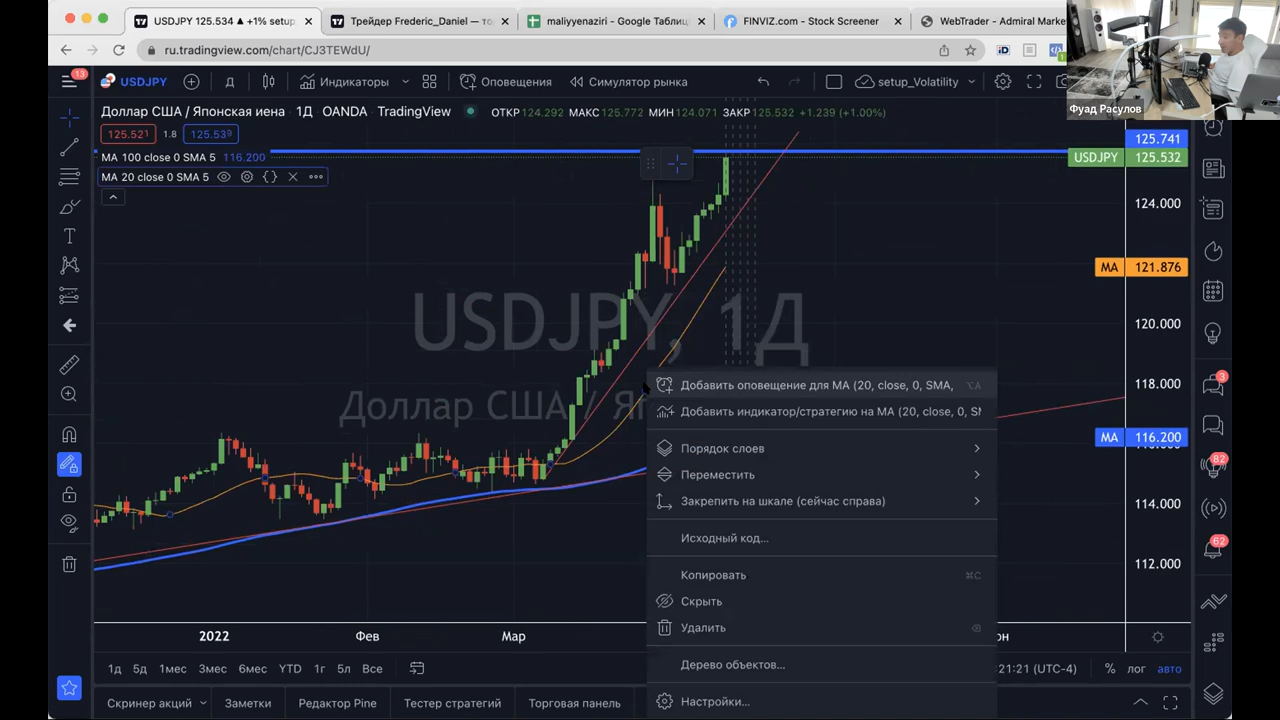 USDJPY 125.534 ▲ +1% setup
Трейдер Frederic_Daniel — то
maliyyenaziri - Google Таблиц
FINVIZ.com - Stock Screener
WebTrader - Admiral Marke
ru.tradingview.com/chart/CJ3TEWdU/
Фуад Расулов
13
USDJPY
Д
Индикаторы
Оповещения
Симулятор рынка
setup_Volatility
Доллар США / Японская иена · 1Д OANDA TradingView
ОТКР 124.292 МАКС 125.772 МИН 124.071 ЗАКР 125.532 +1.239 (+1.00%)
125.521 1.8 125.539
MA 100 close 0 SMA 5 116.200
MA 20 close 0 SMA 5
125.741
USDJPY 125.532
124.000
MA 121.876
120.000
118.000
MA 116.200
114.000
112.000
USDJPY, 1Д
Доллар США / Яп
Добавить оповещение для MA (20, close, 0, SMA, ⌥A
Добавить индикатор/стратегию на MA (20, close, 0, SM
Порядок слоев
Переместить
Закрепить на шкале (сейчас справа)
Исходный код...
Копировать ⌘C
Скрыть
Удалить
Дерево объектов...
Настройки...
3
82
62
2022 Фев Мар
1д 5д 1мес 3мес 6мес YTD 1г 5л Все
:21:21 (UTC-4) % лог авто
Скринер акций Заметки Редактор Pine Тестер стратегий Торговая панель